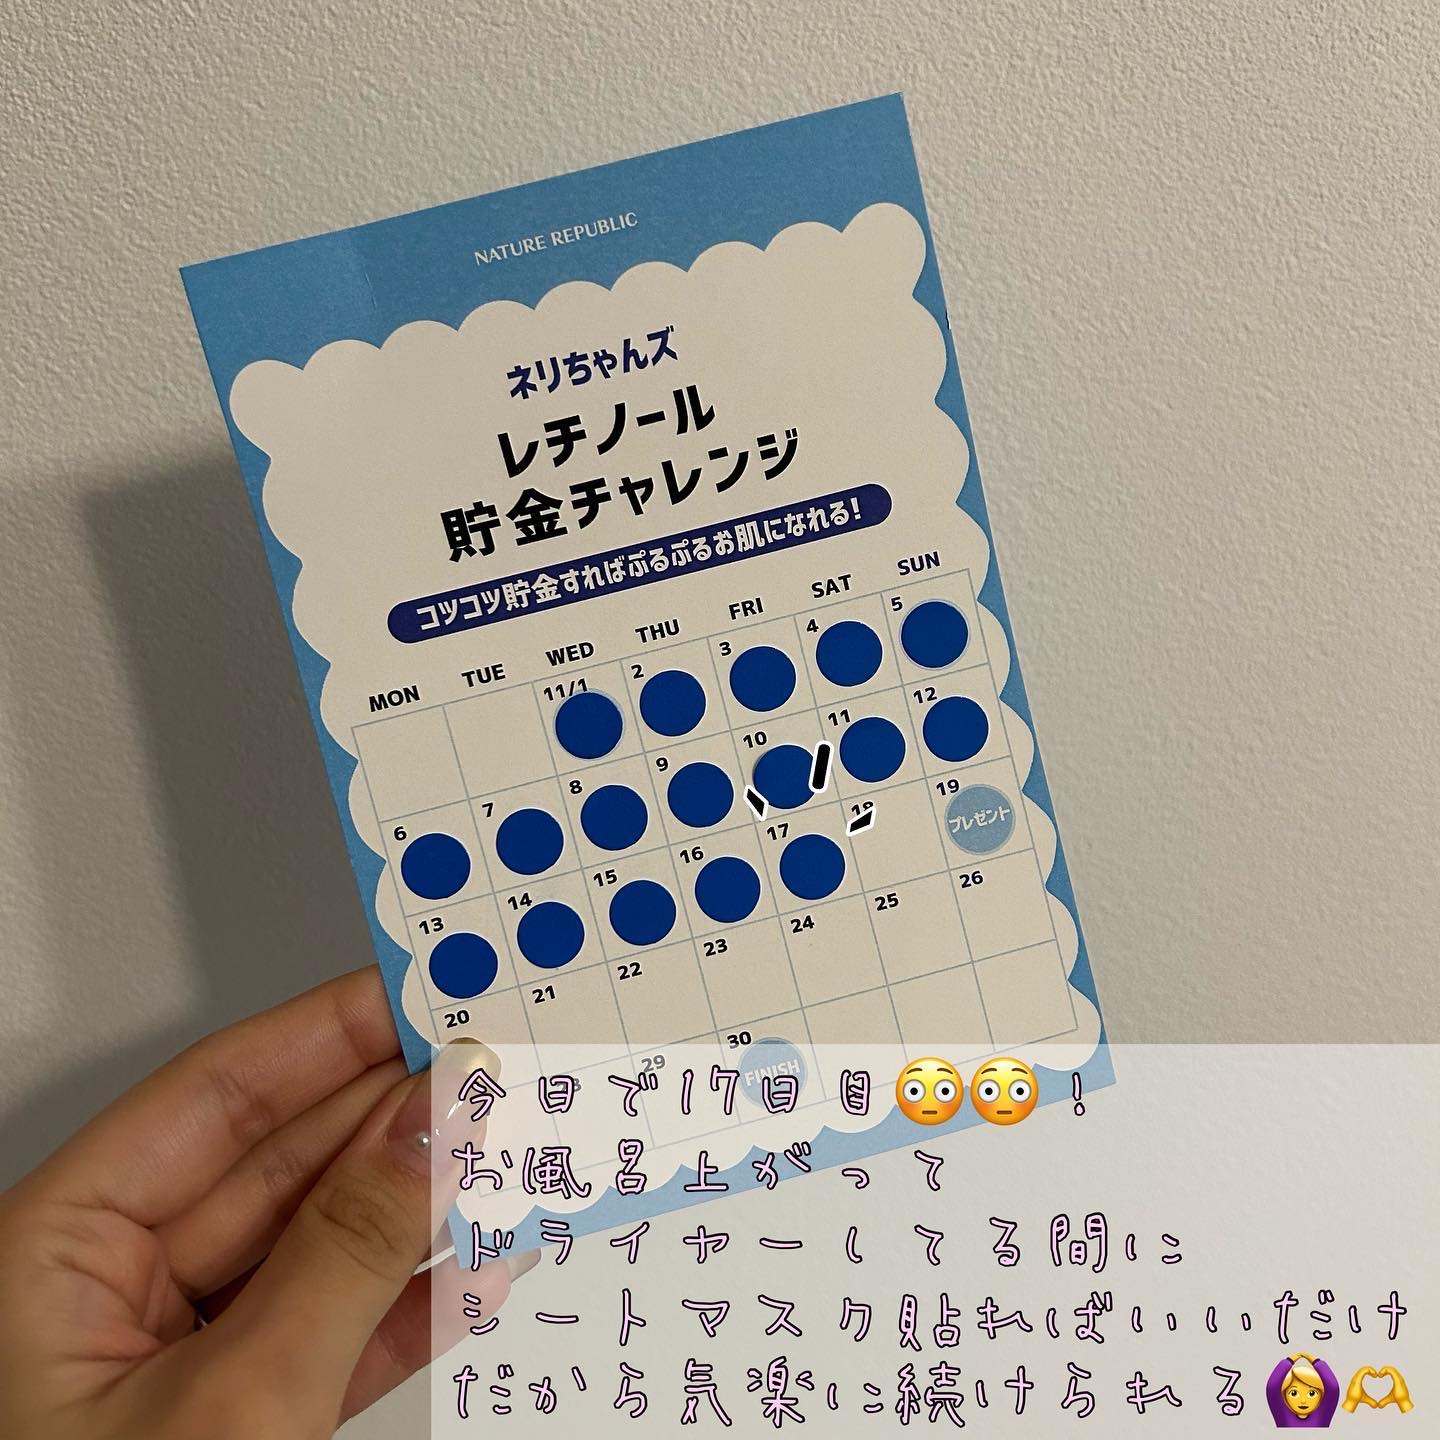 NATURE REPUBLIC
ネリちゃんズ
レチノール
貯金チャレンジ
コツコツ貯金すればぷるぷるお肌になれる!
MON TUE WED THU FRI SAT SUN
11/1 2 3 4 5
6 7 8 9 10 11 12
13 14 15 16 17 18 19
プレゼント
20 21 22 23 24 25 26
28 29 30
FINISH
今日で17日目😳😳!
お風呂上がって
ドライヤーしてる間に
シートマスク貼ればいいだけ
だから気楽に続けられる🙆‍♀️🫶